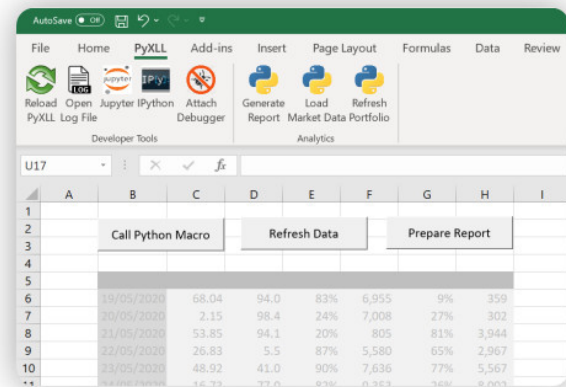 AutoSave Off
File Home PyXLL Add-ins Insert Page Layout Formulas Data Review
LOG jupyter IP[y]:
Reload Open Jupyter IPython Attach Generate Load Refresh
PyXLL Log File Debugger Report Market Data Portfolio
Developer Tools Analytics
U17 fx
A B C D E F G H I
1
2
Call Python Macro Refresh Data Prepare Report
3
4
5
6 19/05/2020 68.04 94.0 83% 6,955 9% 359
7 20/05/2020 2.15 98.4 24% 7,008 27% 302
8 21/05/2020 53.85 94.1 20% 805 81% 3,944
9 22/05/2020 26.83 5.5 87% 5,580 65% 2,967
10 23/05/2020 48.92 41.0 90% 7,636 77% 5,567